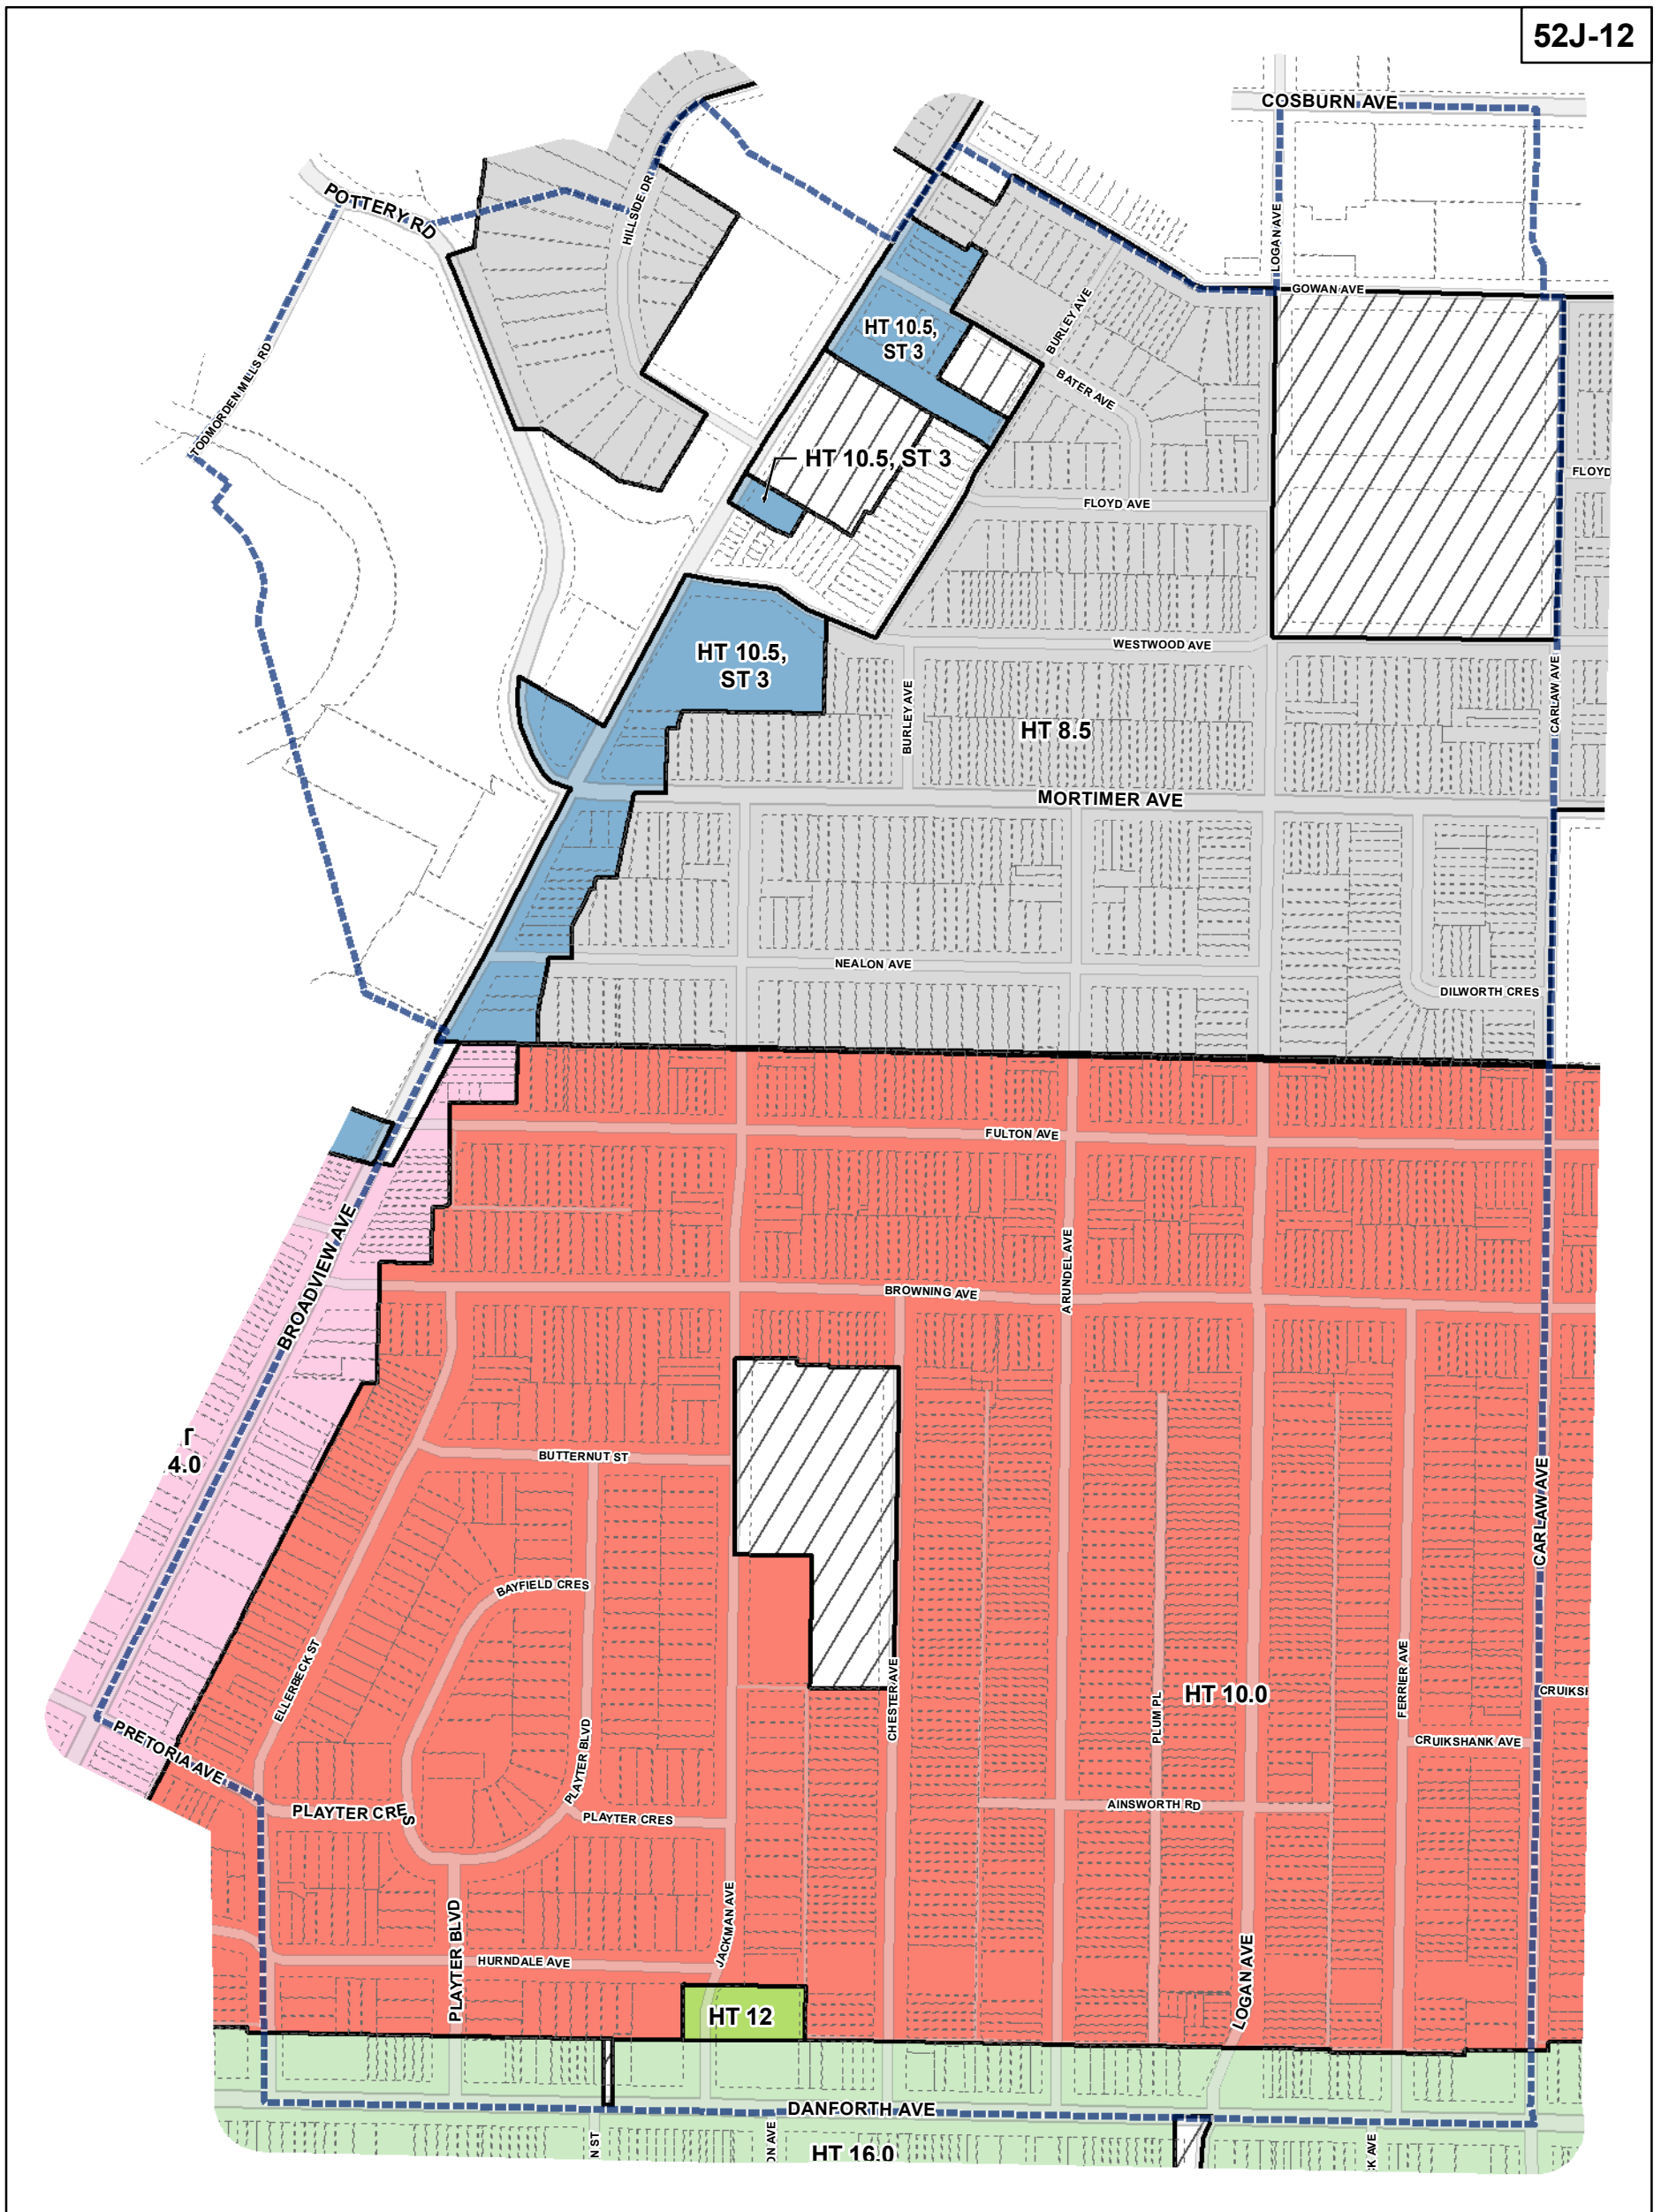 52J-12
COSBURN AVE
POTTERY RD
HILLSIDE DR
LOGAN AVE
GOWAN AVE
BURLEY AVE
HT 10.5,
ST 3
BATER AVE
TODMORDEN MILLS RD
HT 10.5, ST 3
FLOYD
FLOYD AVE
WESTWOOD AVE
HT 10.5,
ST 3
BURLEY AVE
CARLAW AVE
HT 8.5
MORTIMER AVE
NEALON AVE
DILWORTH CRES
FULTON AVE
BROADVIEW AVE
ARUNDEL AVE
BROWNING AVE
4.0
BUTTERNUT ST
CARLAW AVE
BAYFIELD CRES
ELLERBECK ST
CHESTER AVE
FERRIER AVE
HT 10.0
PLUM PL
CRUIKSH
PRETORIA AVE
PLAYTER BLVD
CRUIKSHANK AVE
PLAYTER CRES
PLAYTER CRES
AINSWORTH RD
JACKMAN AVE
PLAYTER BLVD
HURNDALE AVE
LOGAN AVE
HT 12
DANFORTH AVE
N ST
ON AVE
HT 16.0
K AVE